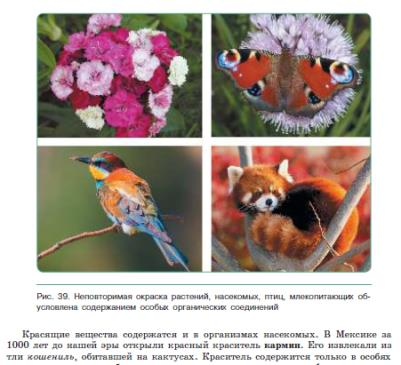 Рис. 39. Неповторимая окраска растений, насекомых, птиц, млекопитающих об-
условлена содержанием особых органических соединений
Красящие вещества содержатся и в организмах насекомых. В Мексике за
1000 лет до нашей эры открыли красный краситель кармин. Его извлекали из
тли кошениль, обитавшей на кактусах. Краситель содержится только в особях